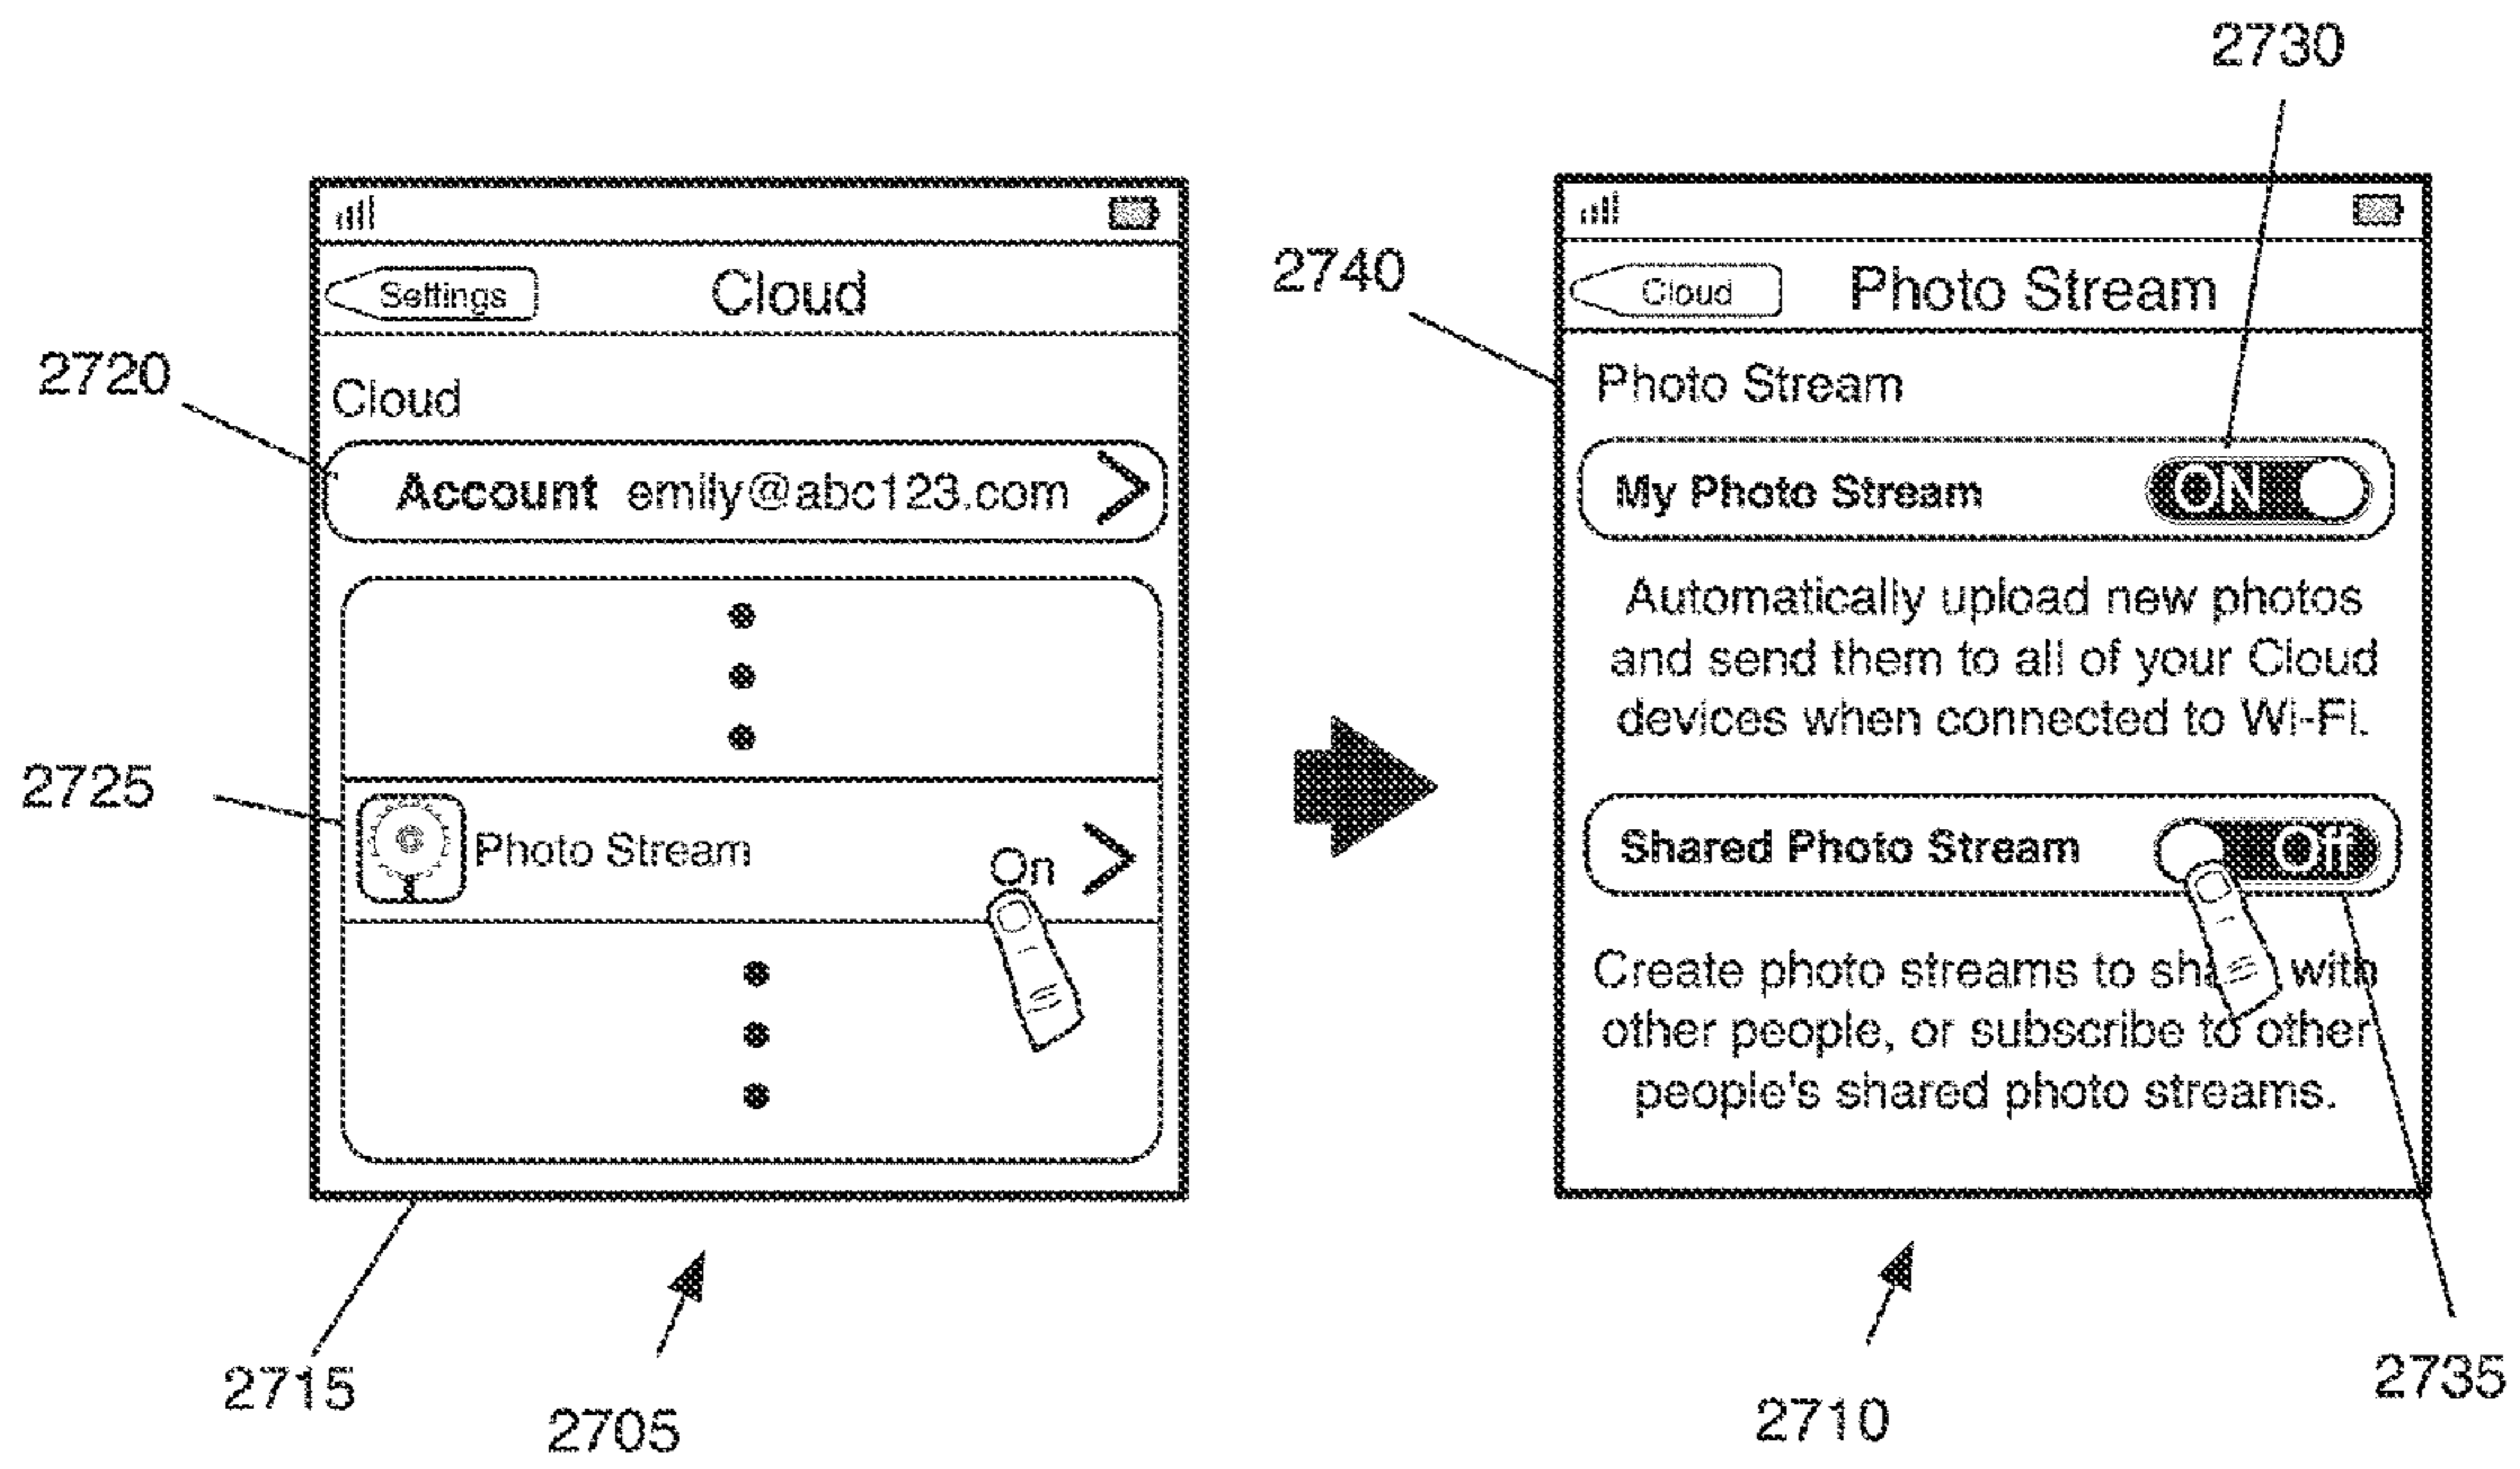 2730
2740
2720
2725
Settings
Cloud
Cloud
Account emily@abc123.com
Photo Stream
On
Cloud
Photo Stream
Photo Stream
My Photo Stream
ON
Automatically upload new photos
and send them to all of your Cloud
devices when connected to Wi-Fi.
Shared Photo Stream
Off
Create photo streams to with
other people, or subscribe to other
people's shared photo streams.
2715
2705
2710
2735